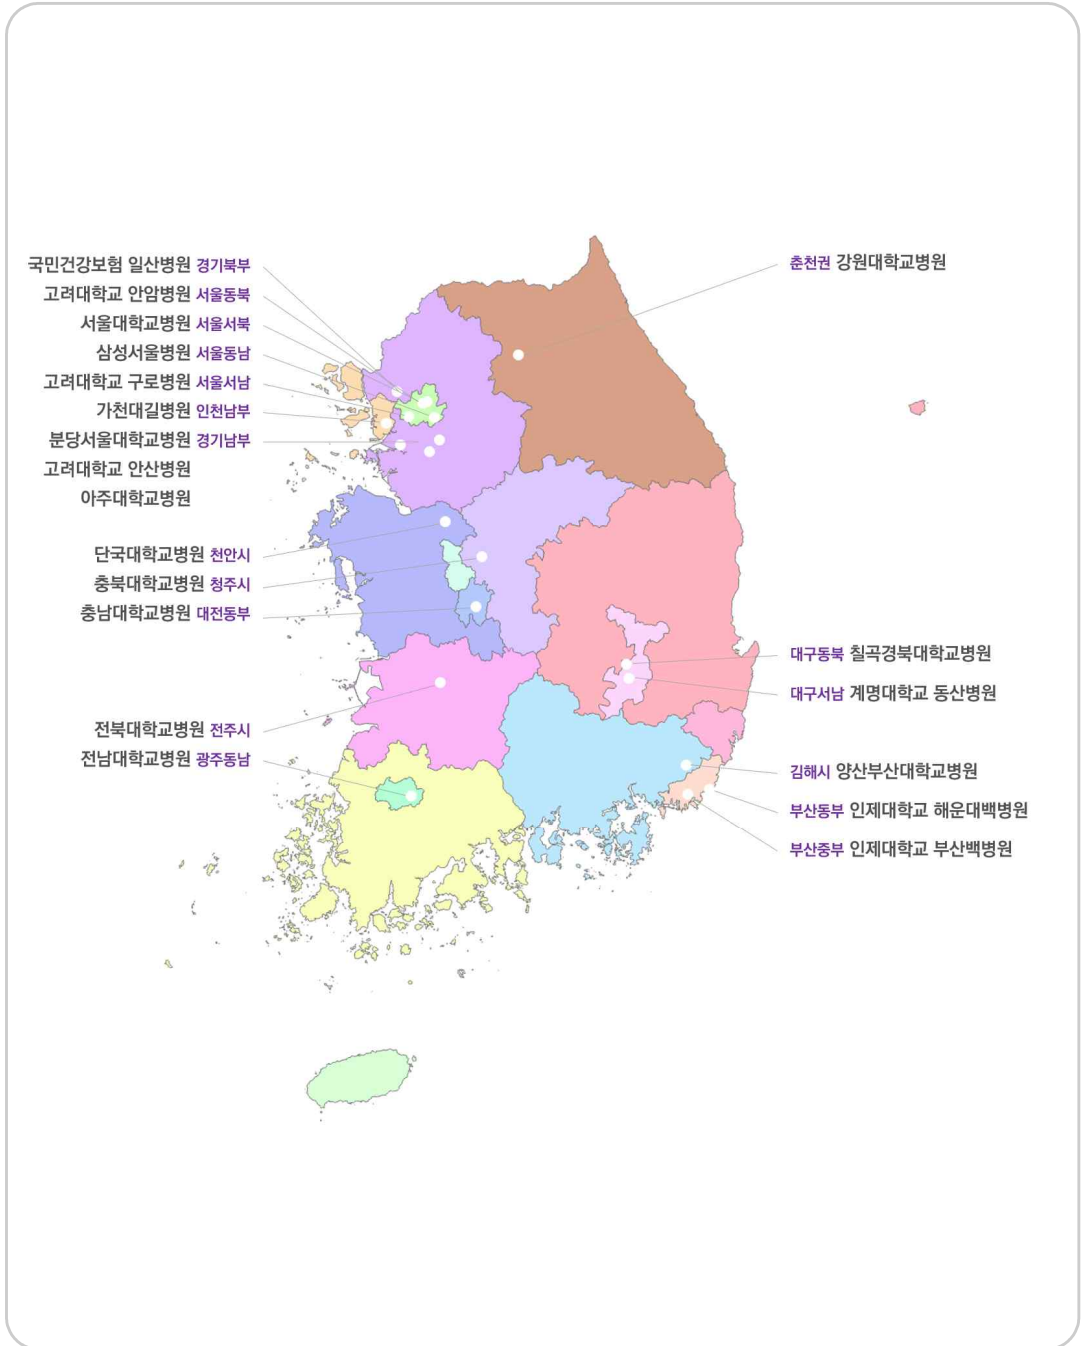 국민건강보험 일산병원 경기북부
고려대학교 안암병원 서울동북
서울대학교병원 서울서북
삼성서울병원 서울동남
고려대학교 구로병원 서울서남
가천대길병원 인천남부
분당서울대학교병원 경기남부
고려대학교 안산병원
아주대학교병원
단국대학교병원 천안시
충북대학교병원 청주시
충남대학교병원 대전동부
전북대학교병원 전주시
전남대학교병원 광주동남
춘천권 강원대학교병원
대구동북 칠곡경북대학교병원
대구서남 계명대학교 동산병원
김해시 양산부산대학교병원
부산동부 인제대학교 해운대백병원
부산중부 인제대학교 부산백병원